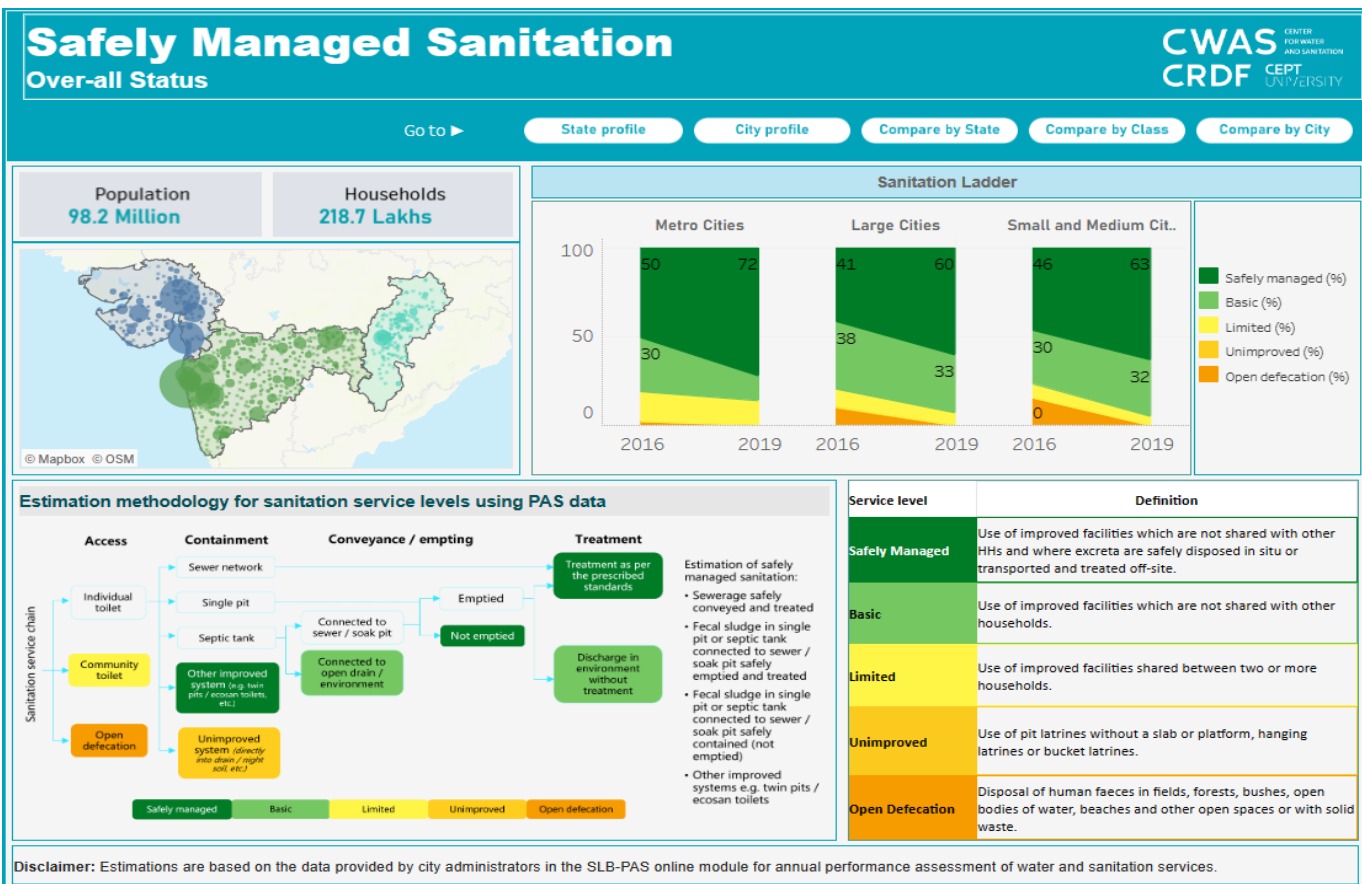 Safely Managed Sanitation
Over-all Status
CWAS CENTER FOR WATER AND SANITATION
CRDF CEPT UNIVERSITY
Go to ►
State profile
City profile
Compare by State
Compare by Class
Compare by City
Population
98.2 Million
Households
218.7 Lakhs
© Mapbox © OSM
Sanitation Ladder
Metro Cities
Large Cities
Small and Medium Cit..
100
50
0
50 72
30
41 60
38
33
46 63
30
32
0
2016 2019 2016 2019 2016 2019
Safely managed (%)
Basic (%)
Limited (%)
Unimproved (%)
Open defecation (%)
Estimation methodology for sanitation service levels using PAS data
Access
Containment
Conveyance / empting
Treatment
Sanitation service chain
Individual
toilet
Community
toilet
Open
defecation
Sewer network
Single pit
Septic tank
Other improved
system (e.g. twin
pits / ecosan toilets,
etc.)
Unimproved
system (directly
into drain / night
soil, etc.)
Connected to
sewer / soak pit
Connected to
open drain /
environment
Emptied
Not emptied
Treatment as per
the prescribed
standards
Discharge in
environment
without
treatment
Estimation of safely
managed sanitation:
• Sewerage safely
conveyed and treated
• Fecal sludge in single
pit or septic tank
connected to sewer /
soak pit safely
emptied and treated
• Fecal sludge in single
pit or septic tank
connected to sewer /
soak pit safely
contained (not
emptied)
• Other improved
systems e.g. twin pits /
ecosan toilets
Safely managed
Basic
Limited
Unimproved
Open defecation
Service level
Definition
Safely Managed
Use of improved facilities which are not shared with other
HHs and where excreta are safely disposed in situ or
transported and treated off-site.
Basic
Use of improved facilities which are not shared with other
households.
Limited
Use of improved facilities shared between two or more
households.
Unimproved
Use of pit latrines without a slab or platform, hanging
latrines or bucket latrines.
Open Defecation
Disposal of human faeces in fields, forests, bushes, open
bodies of water, beaches and other open spaces or with solid
waste.
Disclaimer: Estimations are based on the data provided by city administrators in the SLB-PAS online module for annual performance assessment of water and sanitation services.